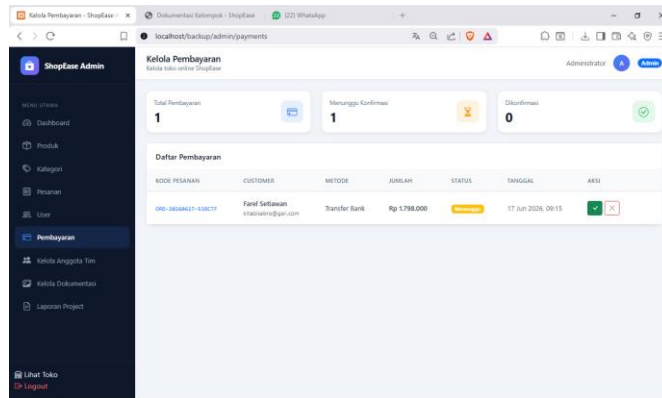 Kelola Pembayaran - ShopEase
Dokumentasi Kelompok - ShopEase
(22) WhatsApp
localhost/backup/admin/payments
ShopEase Admin
Kelola Pembayaran
Kelola toko online ShopEase
Administrator
A
Admin
MENU UTAMA
Dashboard
Produk
Kategori
Pesanan
User
Pembayaran
Kelola Anggota Tim
Kelola Dokumentasi
Laporan Project
Lihat Toko
Logout
Total Pembayaran
1
Menunggu Konfirmasi
1
Dikonfirmasi
0
Daftar Pembayaran
KODE PESANAN CUSTOMER METODE JUMLAH STATUS TANGGAL AKSI
Farel Setiawan Transfer Bank Rp 1.798.000 Menunggu 17 Jun 2026, 09:15